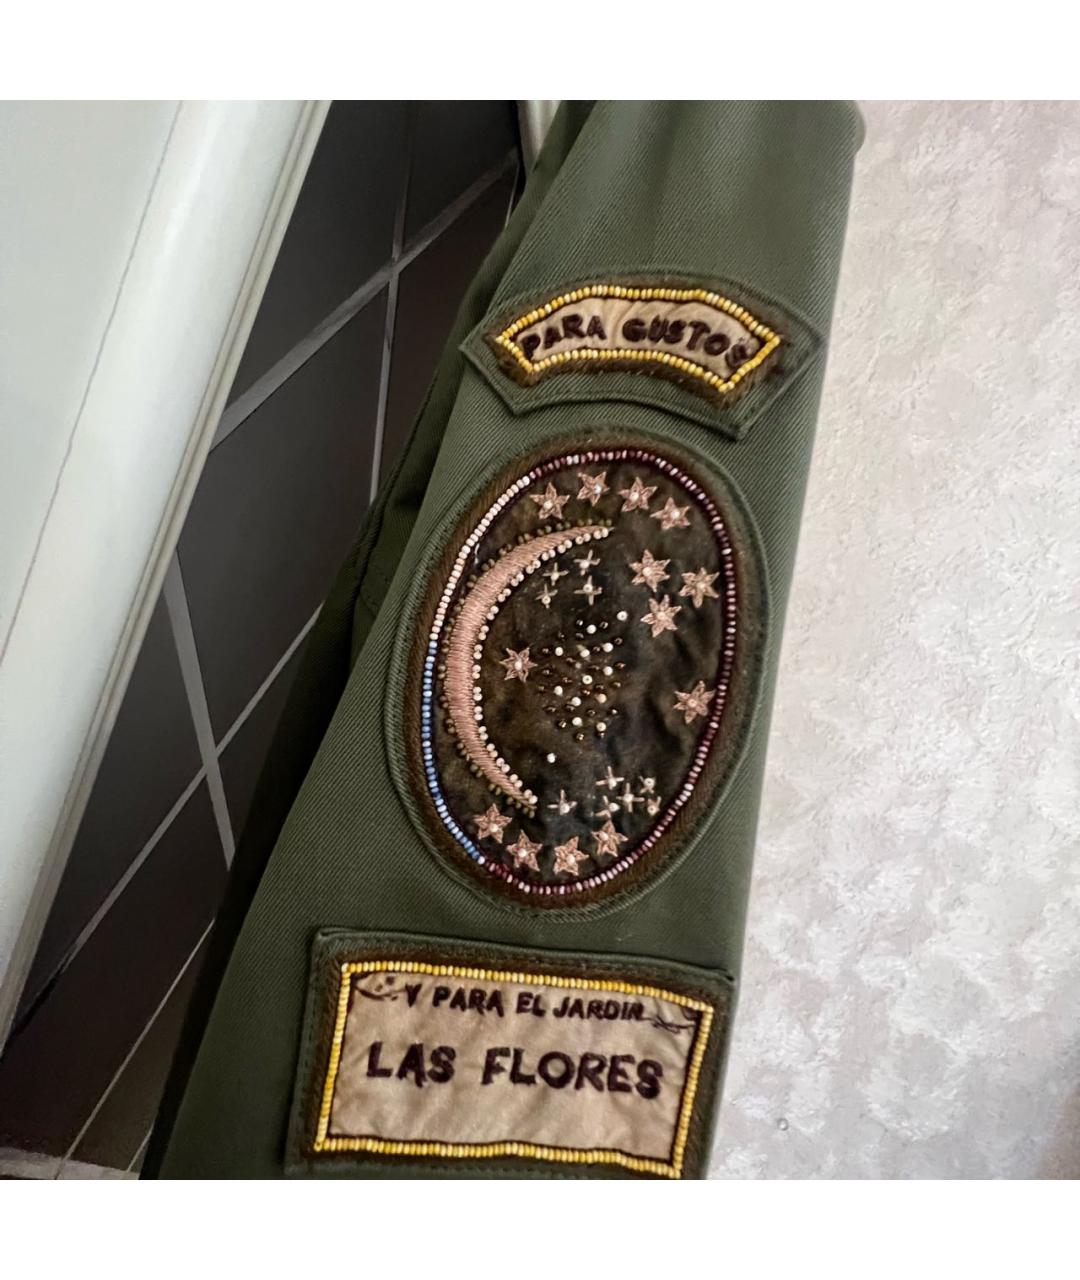 PARA GUSTOS
Y PARA EL JARDIN
LAS FLORES